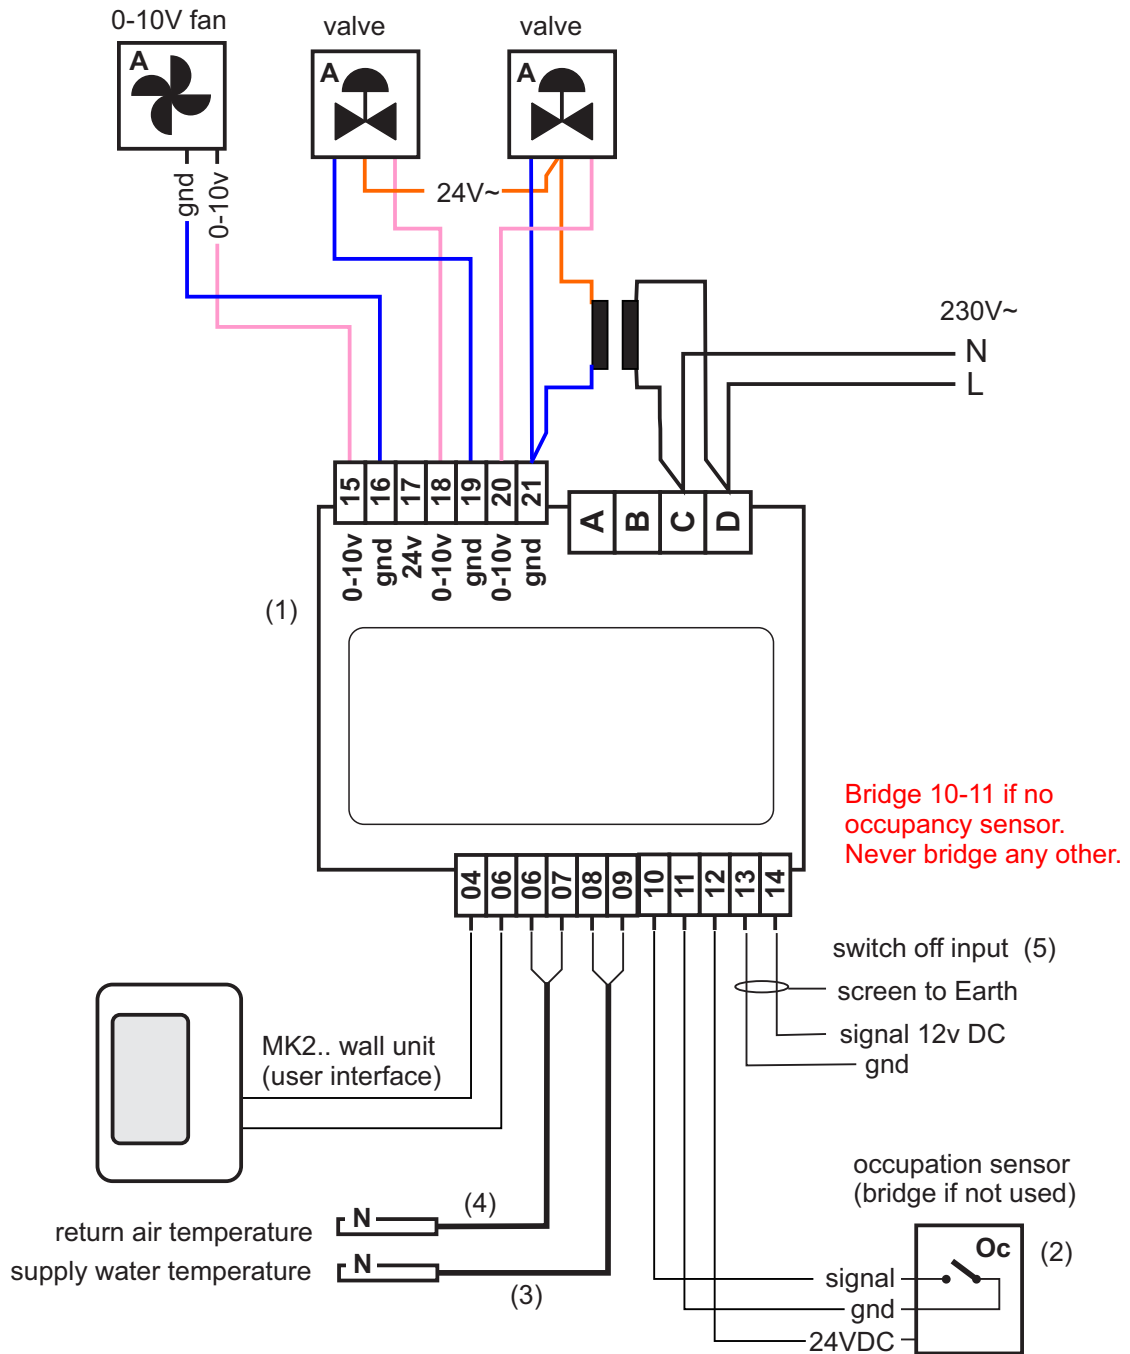 0-10V fan
valve
valve
A
A
A
gnd
0-10v
24V~
230V~
N
L
15
16
17
18
19
20
21
A
B
C
D
0-10v
gnd
24v
0-10v
gnd
0-10v
gnd
(1)
Bridge 10-11 if no
occupancy sensor.
Never bridge any other.
04
06
06
07
08
09
10
11
12
13
14
switch off input (5)
screen to Earth
signal 12v DC
gnd
MK2.. wall unit
(user interface)
occupation sensor
(bridge if not used)
(4)
N
return air temperature
N
supply water temperature
(3)
Oc
(2)
signal
gnd
24VDC